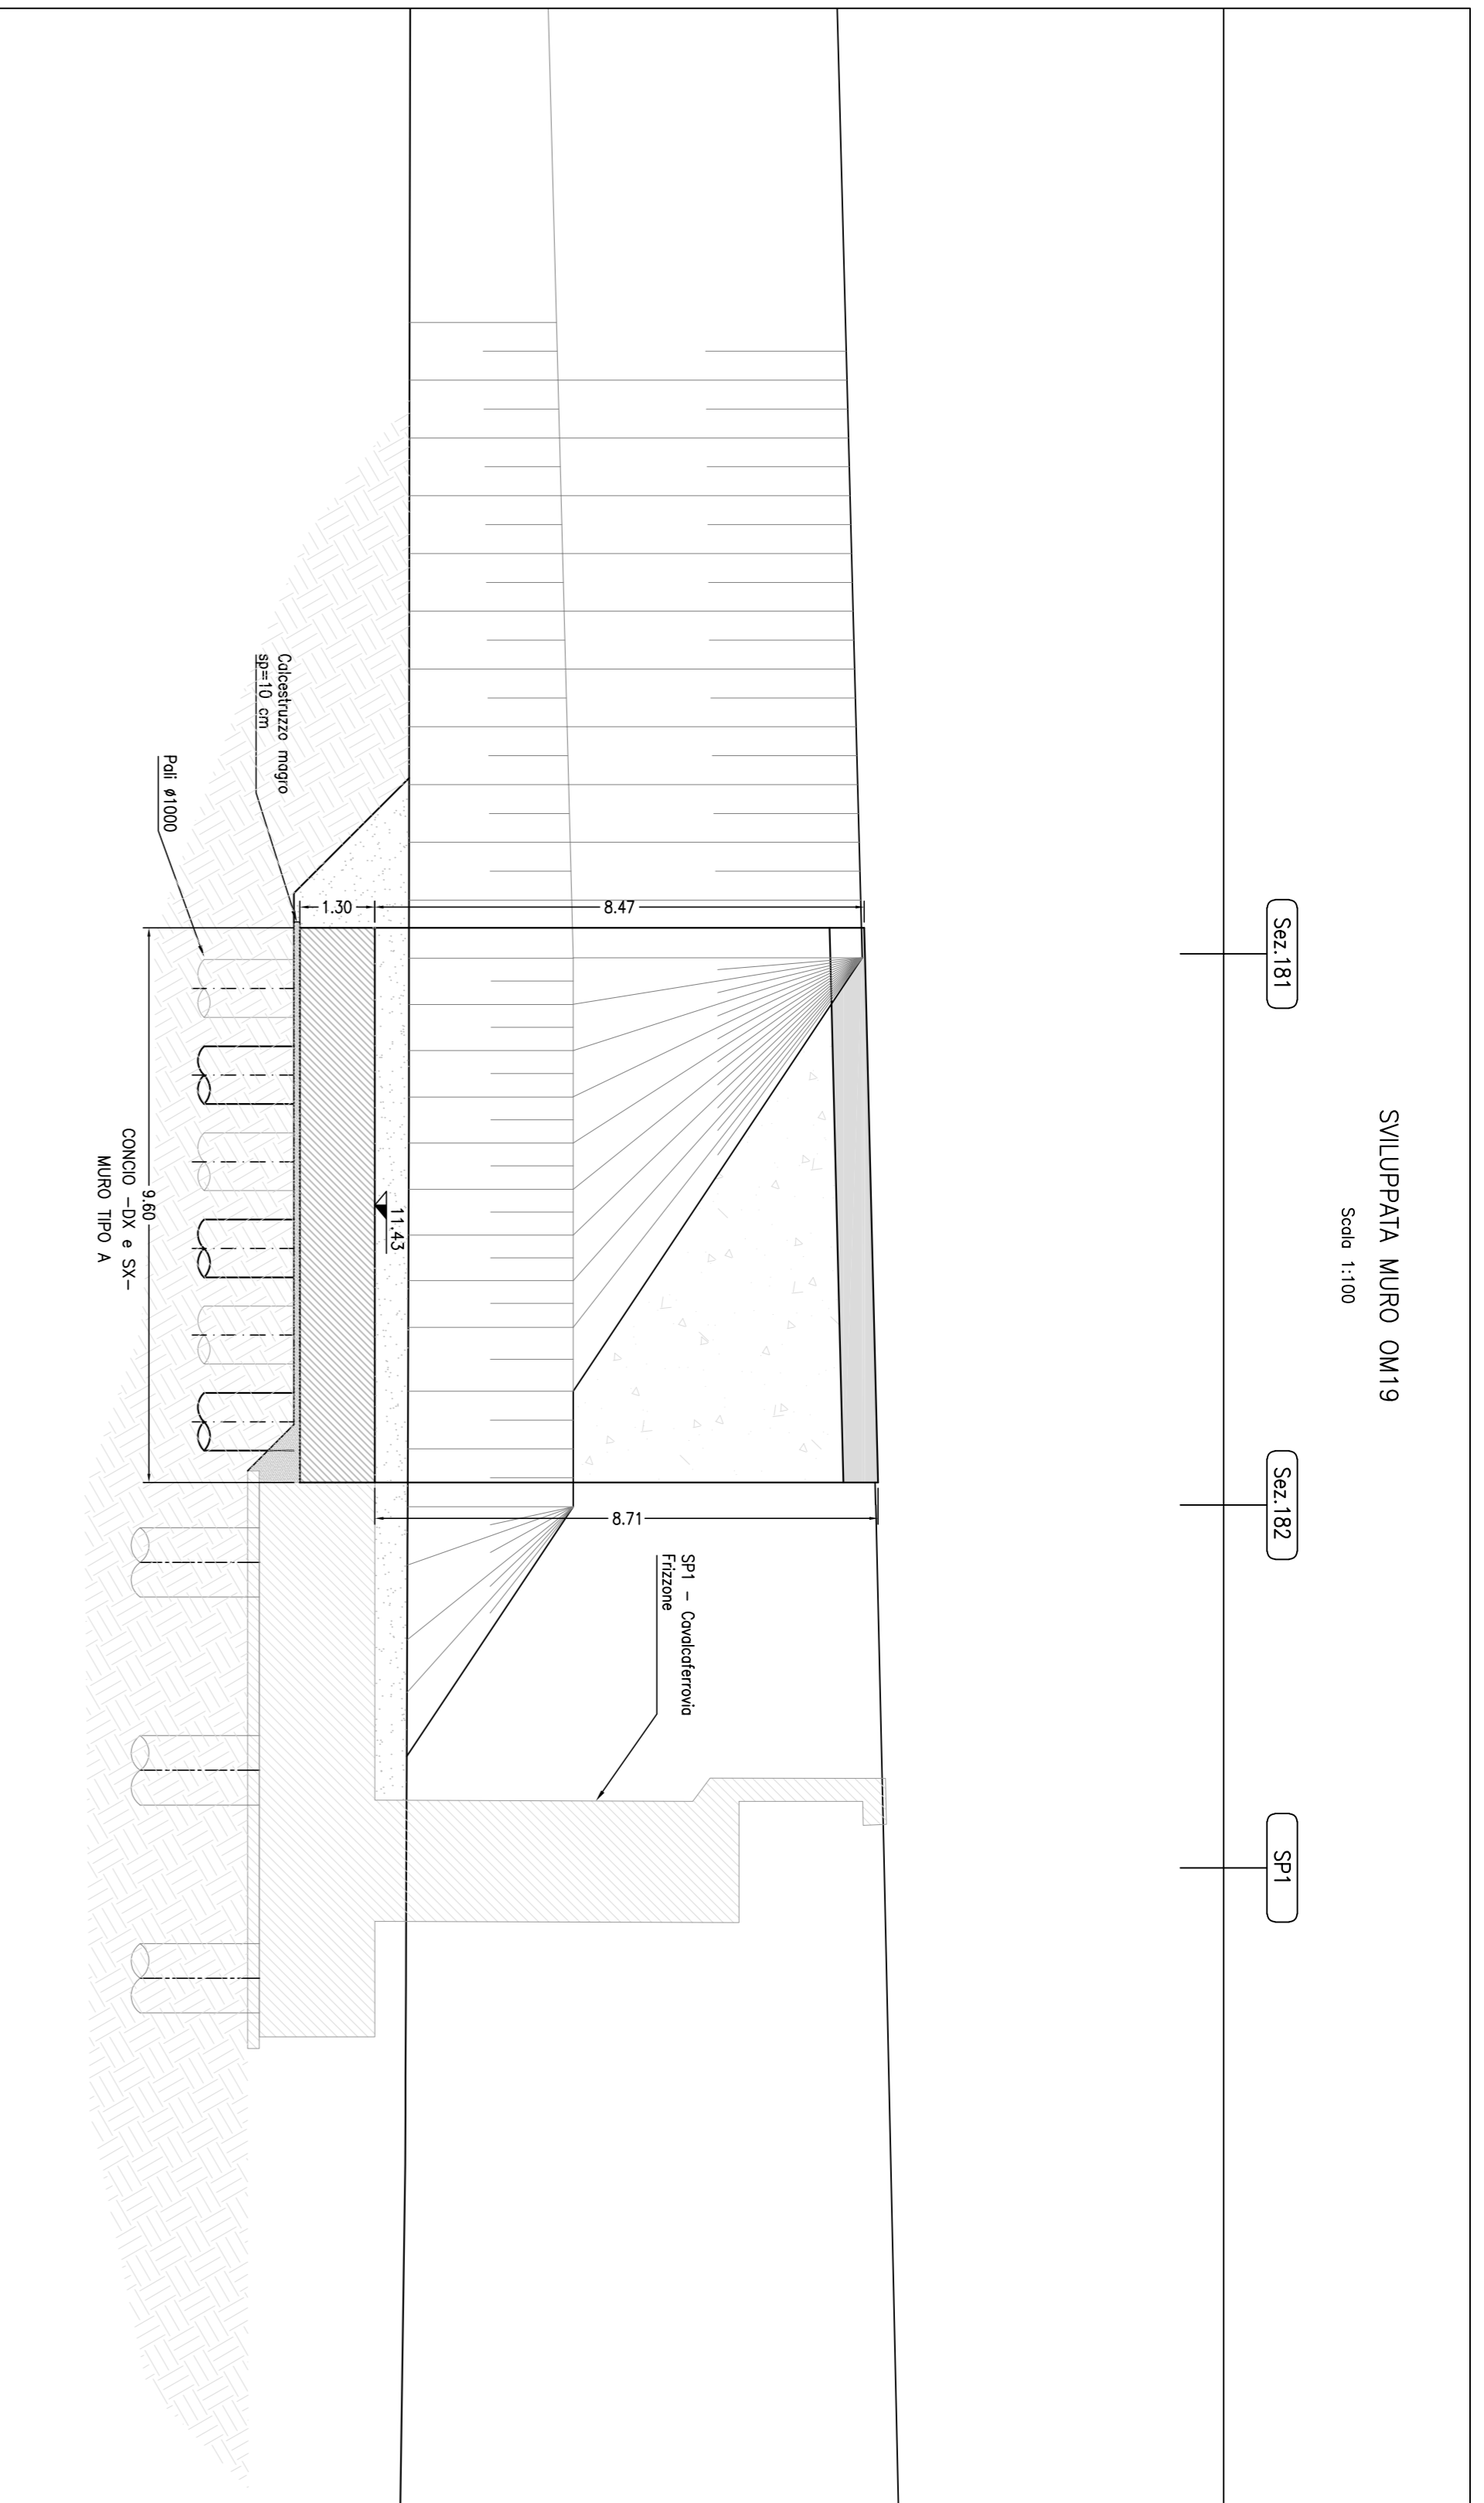 SVILUPPATA MURO OM19
Scala 1:100
Sez.181
Sez.182
SP1
8.47
1.30
8.71
SP1 - Cavalcaferrovia
Frizzone
11.43
Calcestruzzo magro
sp=10 cm
Pali ø1000
9.60
CONCIO -DX e SX-
MURO TIPO A